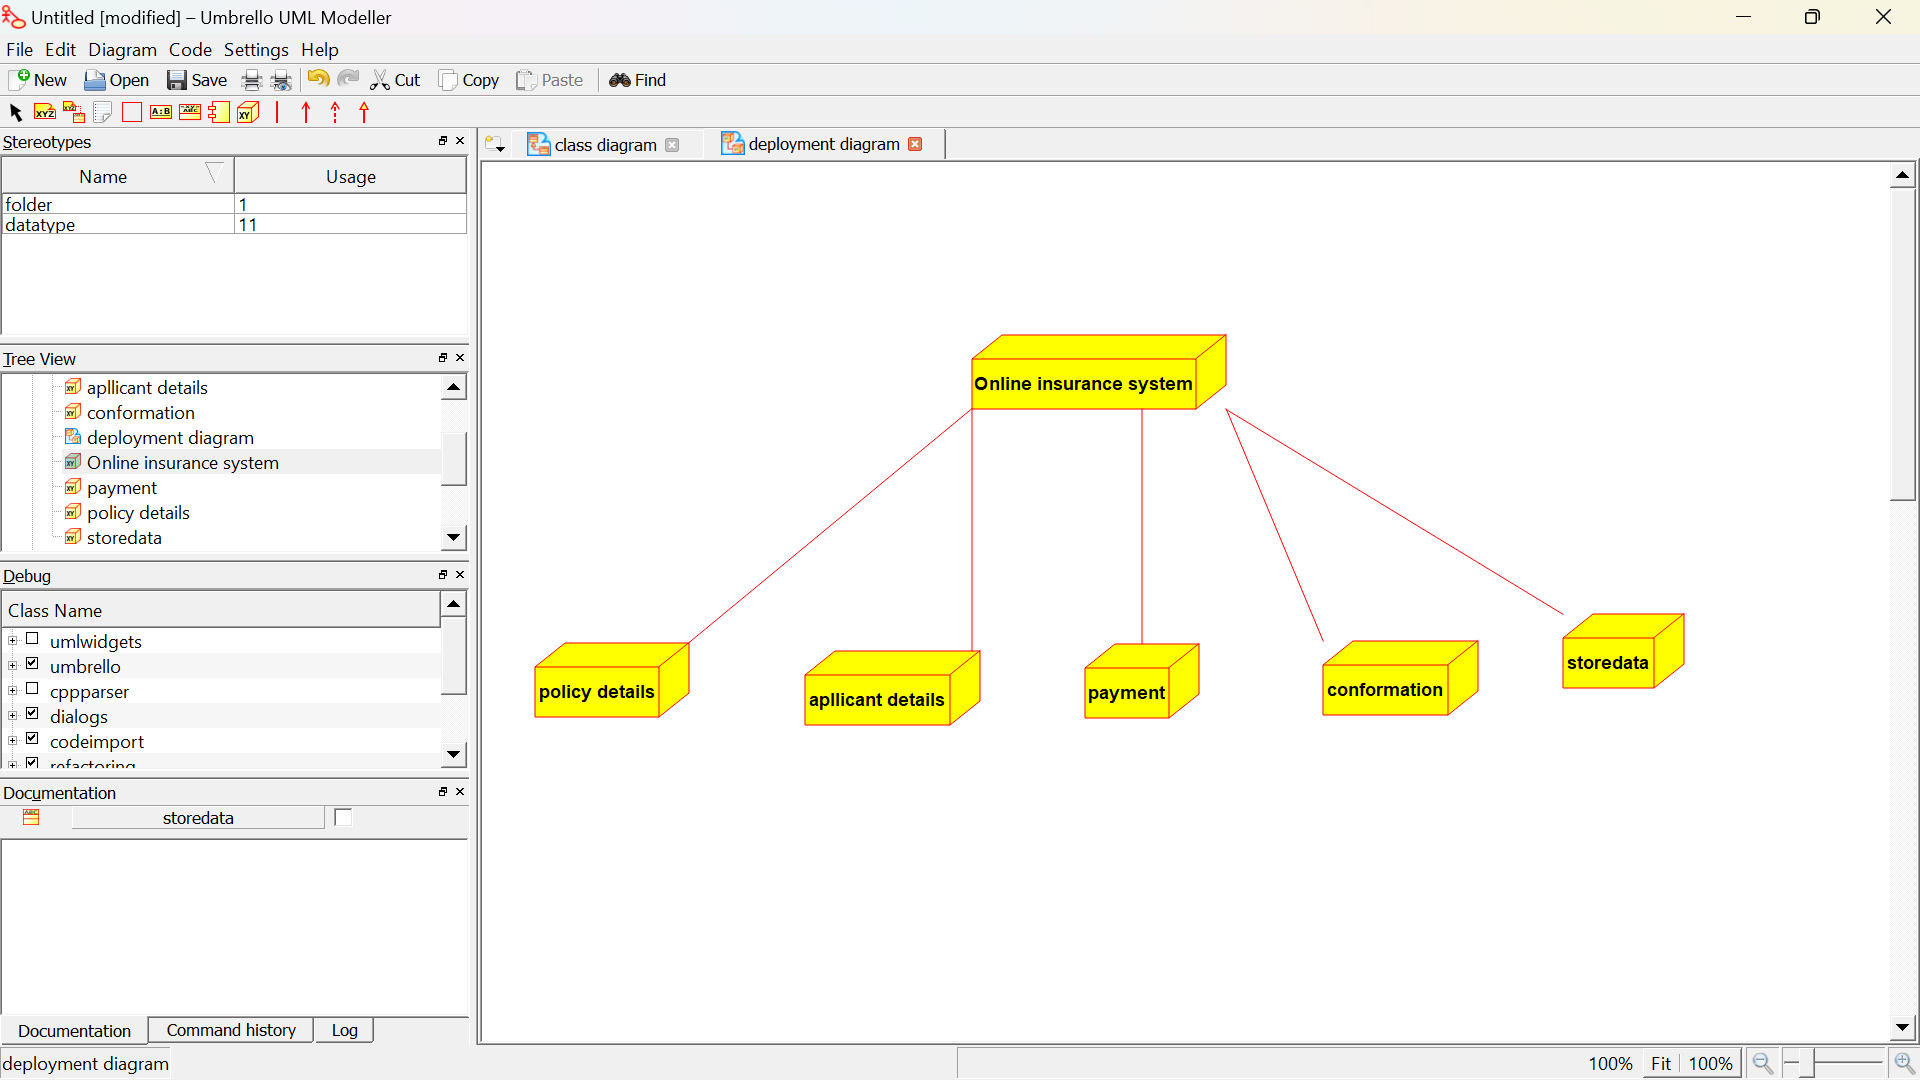 Untitled [modified] – Umbrello UML Modeller
File Edit Diagram Code Settings Help
New Open Save Cut Copy Paste Find
Stereotypes
Name Usage
folder 1
datatype 11
Tree View
apllicant details
conformation
deployment diagram
Online insurance system
payment
policy details
storedata
Debug
Class Name
umlwidgets
umbrello
cppparser
dialogs
codeimport
refactoring
Documentation
storedata
Documentation Command history Log
class diagram deployment diagram
Online insurance system
policy details
apllicant details
payment
conformation
storedata
deployment diagram
100% Fit 100%